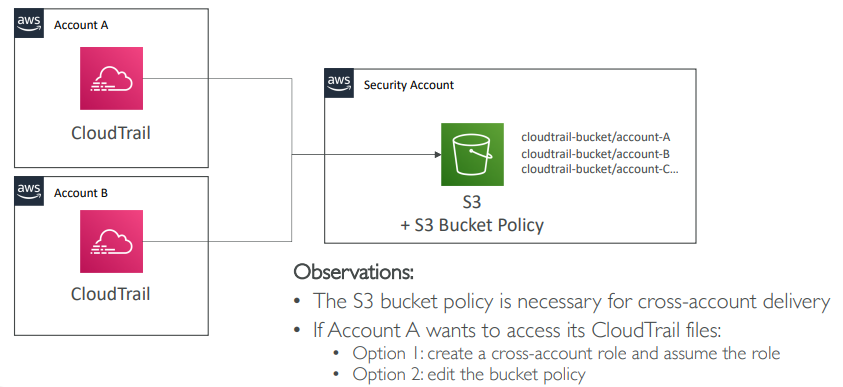 aws
Account A
CloudTrail
aws
Account B
CloudTrail
aws
Security Account
cloudtrail-bucket/account-A
cloudtrail-bucket/account-B
cloudtrail-bucket/account-C...
S3
+ S3 Bucket Policy
Observations:
• The S3 bucket policy is necessary for cross-account delivery
• If Account A wants to access its CloudTrail files:
• Option 1: create a cross-account role and assume the role
• Option 2: edit the bucket policy